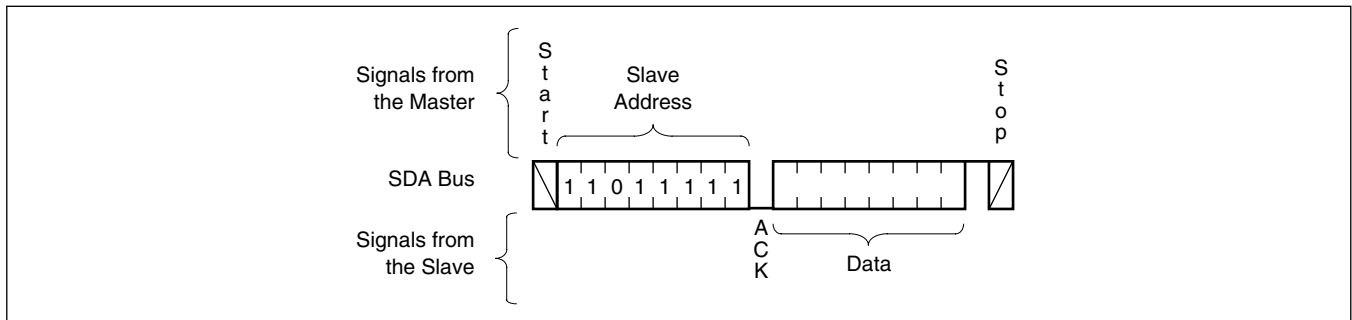 Signals from
the Master
Start
Slave
Address
Stop
SDA Bus
1 1 0 1 1 1 1 1
Signals from
the Slave
ACK
Data